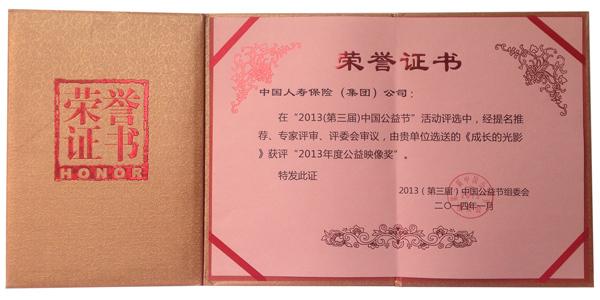 荣誉
证书
HONOR
荣誉证书
中国人寿保险（集团）公司：
在“2013(第三届)中国公益节”活动评选中，经提名推
荐、专家评审、评委会审议，由贵单位选送的《成长的光影
》获评“2013年度公益映像奖”。
特发此证
2013（第三届）中国公益节组委会
二〇一四年一月